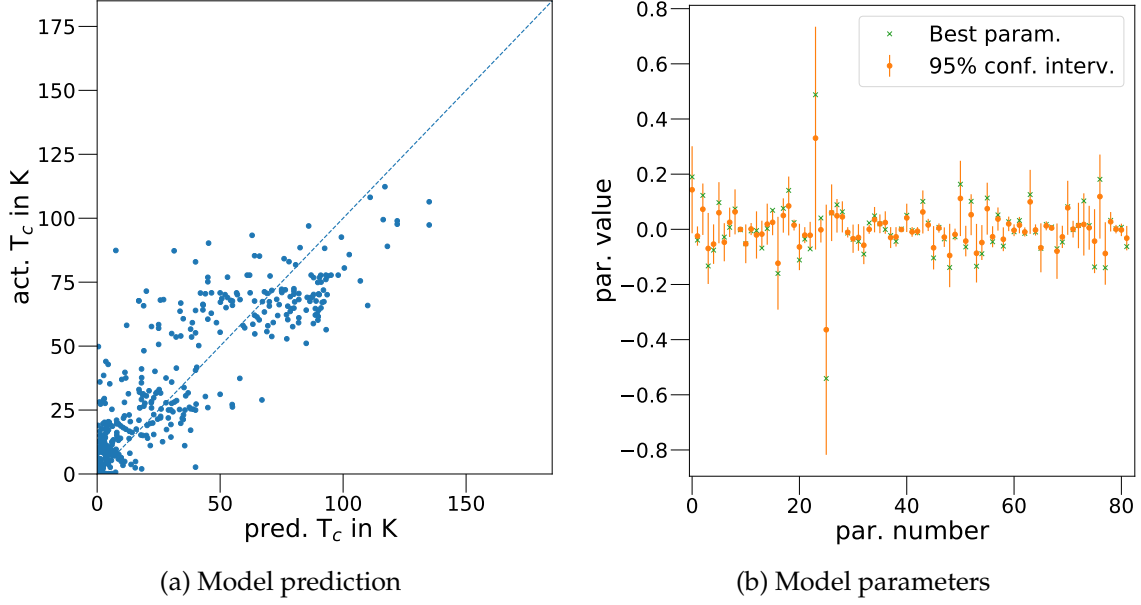 175
150
125
100
75
50
25
0
act. T_c in K
0 50 100 150
pred. T_c in K
(a) Model prediction
0.8
0.6
0.4
0.2
0.0
−0.2
−0.4
−0.6
−0.8
par. value
Best param.
95% conf. interv.
0 20 40 60 80
par. number
(b) Model parameters